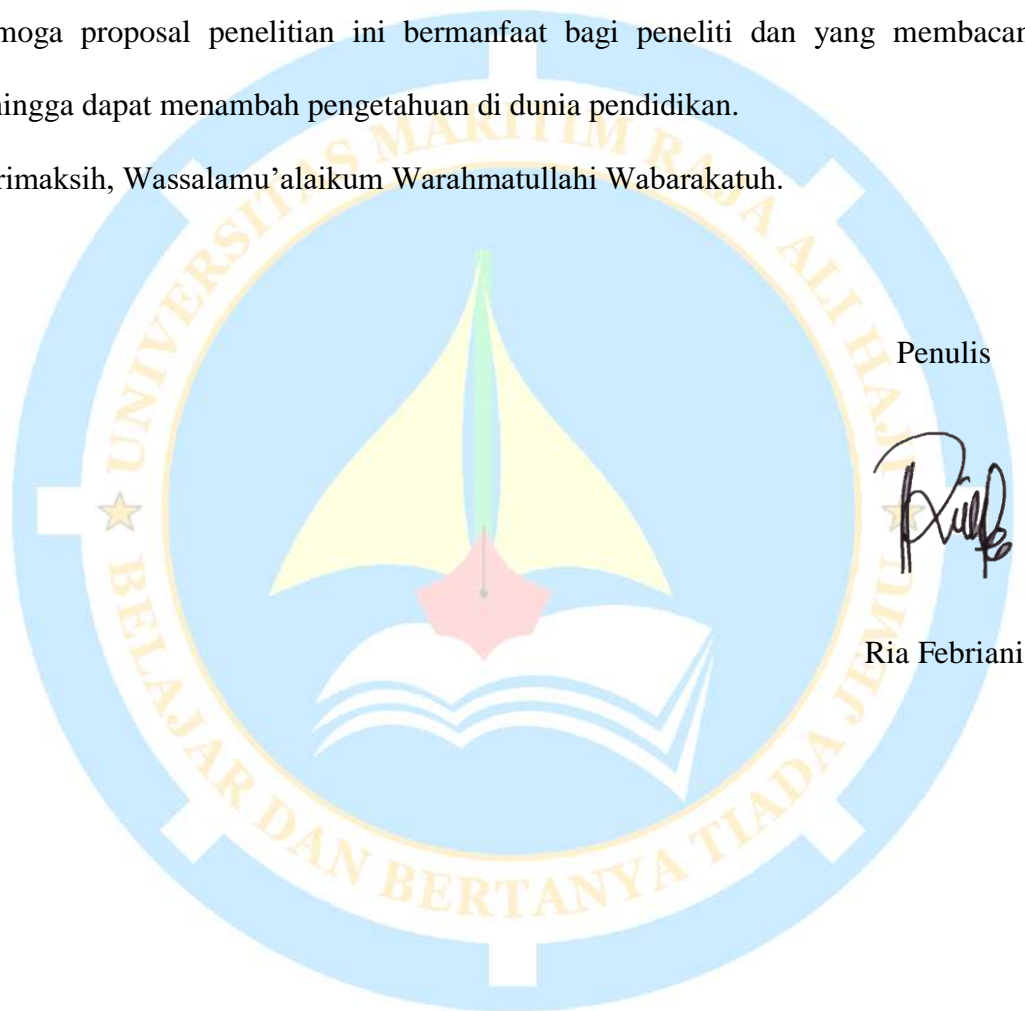 moga proposal penelitian ini bermanfaat bagi peneliti dan yang membacan
hingga dapat menambah pengetahuan di dunia pendidikan.
rimaksih, Wassalamu’alaikum Warahmatullahi Wabarakatuh.
UNIVERSITAS MARITIM RAJA ALI HAJI
Penulis
Ria Febriani
BELAJAR DAN BERTANYA TIADA JEMU